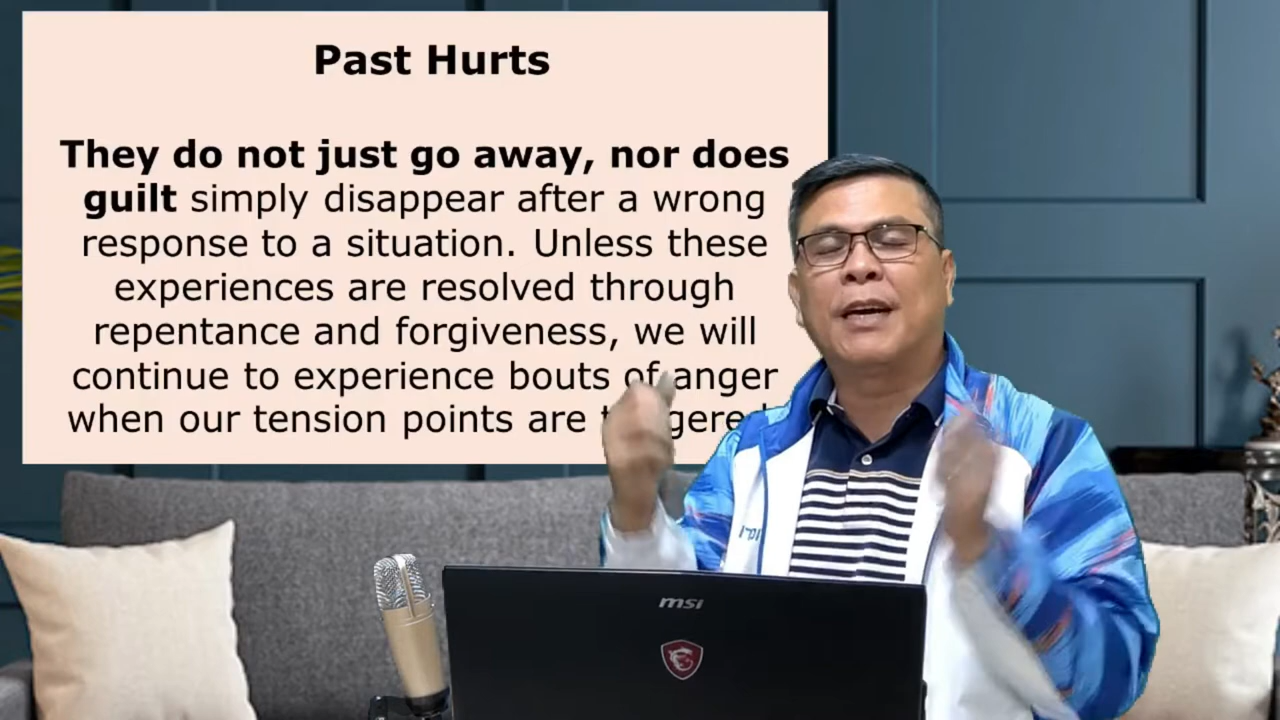 Past Hurts
They do not just go away, nor does
guilt simply disappear after a wrong
response to a situation. Unless these
experiences are resolved through
repentance and forgiveness, we will
continue to experience bouts of anger
when our tension points are
msi